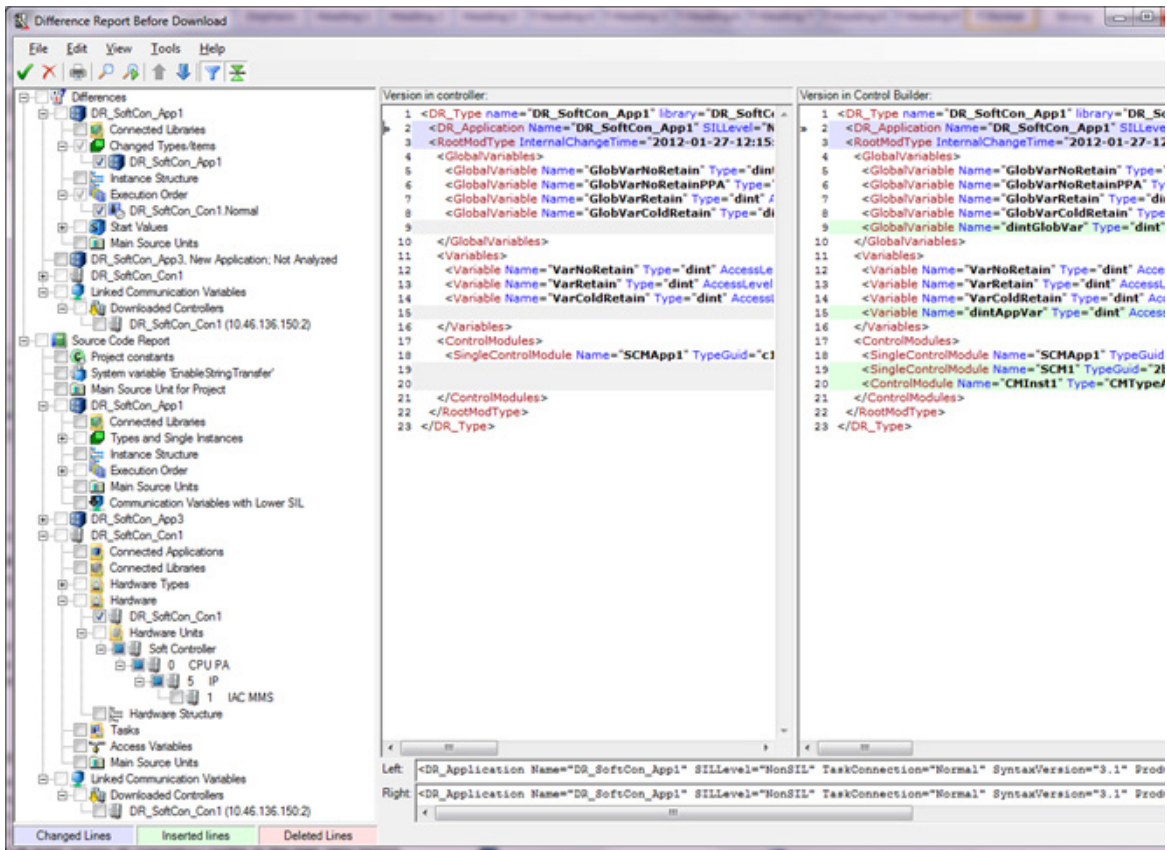 Difference Report Before Download
File Edit View Tools Help
Differences
DR_SoftCon_App1
Connected Libraries
Changed Types/Items
DR_SoftCon_App1
Instance Structure
Execution Order
DR_SoftCon_Con1.Normal
Start Values
Main Source Units
DR_SoftCon_App3, New Application; Not Analyzed
DR_SoftCon_Con1
Linked Communication Variables
Downloaded Controllers
DR_SoftCon_Con1 (10.46.136.150:2)
Source Code Report
Project constants
System variable 'EnableStringTransfer'
Main Source Unit for Project
DR_SoftCon_App1
Connected Libraries
Types and Single Instances
Instance Structure
Execution Order
Main Source Units
Communication Variables with Lower SIL
DR_SoftCon_App3
DR_SoftCon_Con1
Connected Applications
Connected Libraries
Hardware Types
Hardware
DR_SoftCon_Con1
Hardware Units
Soft Controller
0 CPU PA
5 IP
1 IAC MMS
Hardware Structure
Tasks
Access Variables
Main Source Units
Linked Communication Variables
Downloaded Controllers
DR_SoftCon_Con1 (10.46.136.150:2)
Changed Lines Inserted lines Deleted Lines
Version in controller:
1 <DR_Type name="DR_SoftCon_App1" library="DR_SoftCo
2 <DR_Application Name="DR_SoftCon_App1" SILLevel="N
3 <RootModType InternalChangeTime="2012-01-27-12:15:
4 <GlobalVariables>
5 <GlobalVariable Name="GlobVarNoRetain" Type="dint
6 <GlobalVariable Name="GlobVarNoRetainPPA" Type="
7 <GlobalVariable Name="GlobVarRetain" Type="dint" A
8 <GlobalVariable Name="GlobVarColdRetain" Type="di
9
10 </GlobalVariables>
11 <Variables>
12 <Variable Name="VarNoRetain" Type="dint" AccessLe
13 <Variable Name="VarRetain" Type="dint" AccessLevel
14 <Variable Name="VarColdRetain" Type="dint" Access
15
16 </Variables>
17 <ControlModules>
18 <SingleControlModule Name="SCMApp1" TypeGuid="c1
19
20
21 </ControlModules>
22 </RootModType>
23 </DR_Type>
Version in Control Builder:
1 <DR_Type name="DR_SoftCon_App1" library="DR_So
2 <DR_Application Name="DR_SoftCon_App1" SILLeve
3 <RootModType InternalChangeTime="2012-01-27-12
4 <GlobalVariables>
5 <GlobalVariable Name="GlobVarNoRetain" Type="
6 <GlobalVariable Name="GlobVarNoRetainPPA" Ty
7 <GlobalVariable Name="GlobVarRetain" Type="di
8 <GlobalVariable Name="GlobVarColdRetain" Type
9 <GlobalVariable Name="dintGlobVar" Type="dint"
10 </GlobalVariables>
11 <Variables>
12 <Variable Name="VarNoRetain" Type="dint" Acce
13 <Variable Name="VarRetain" Type="dint" AccessL
14 <Variable Name="VarColdRetain" Type="dint" Acc
15 <Variable Name="dintAppVar" Type="dint" Access
16 </Variables>
17 <ControlModules>
18 <SingleControlModule Name="SCMApp1" TypeGuid
19 <SingleControlModule Name="SCM1" TypeGuid="2b
20 <ControlModule Name="CMInst1" Type="CMTypeA
21 </ControlModules>
22 </RootModType>
23 </DR_Type>
Left: <DR_Application Name="DR_SoftCon_App1" SILLevel="NonSIL" TaskConnection="Normal" SyntaxVersion="3.1" Produ
Right: <DR_Application Name="DR_SoftCon_App1" SILLevel="NonSIL" TaskConnection="Normal" SyntaxVersion="3.1" Produ